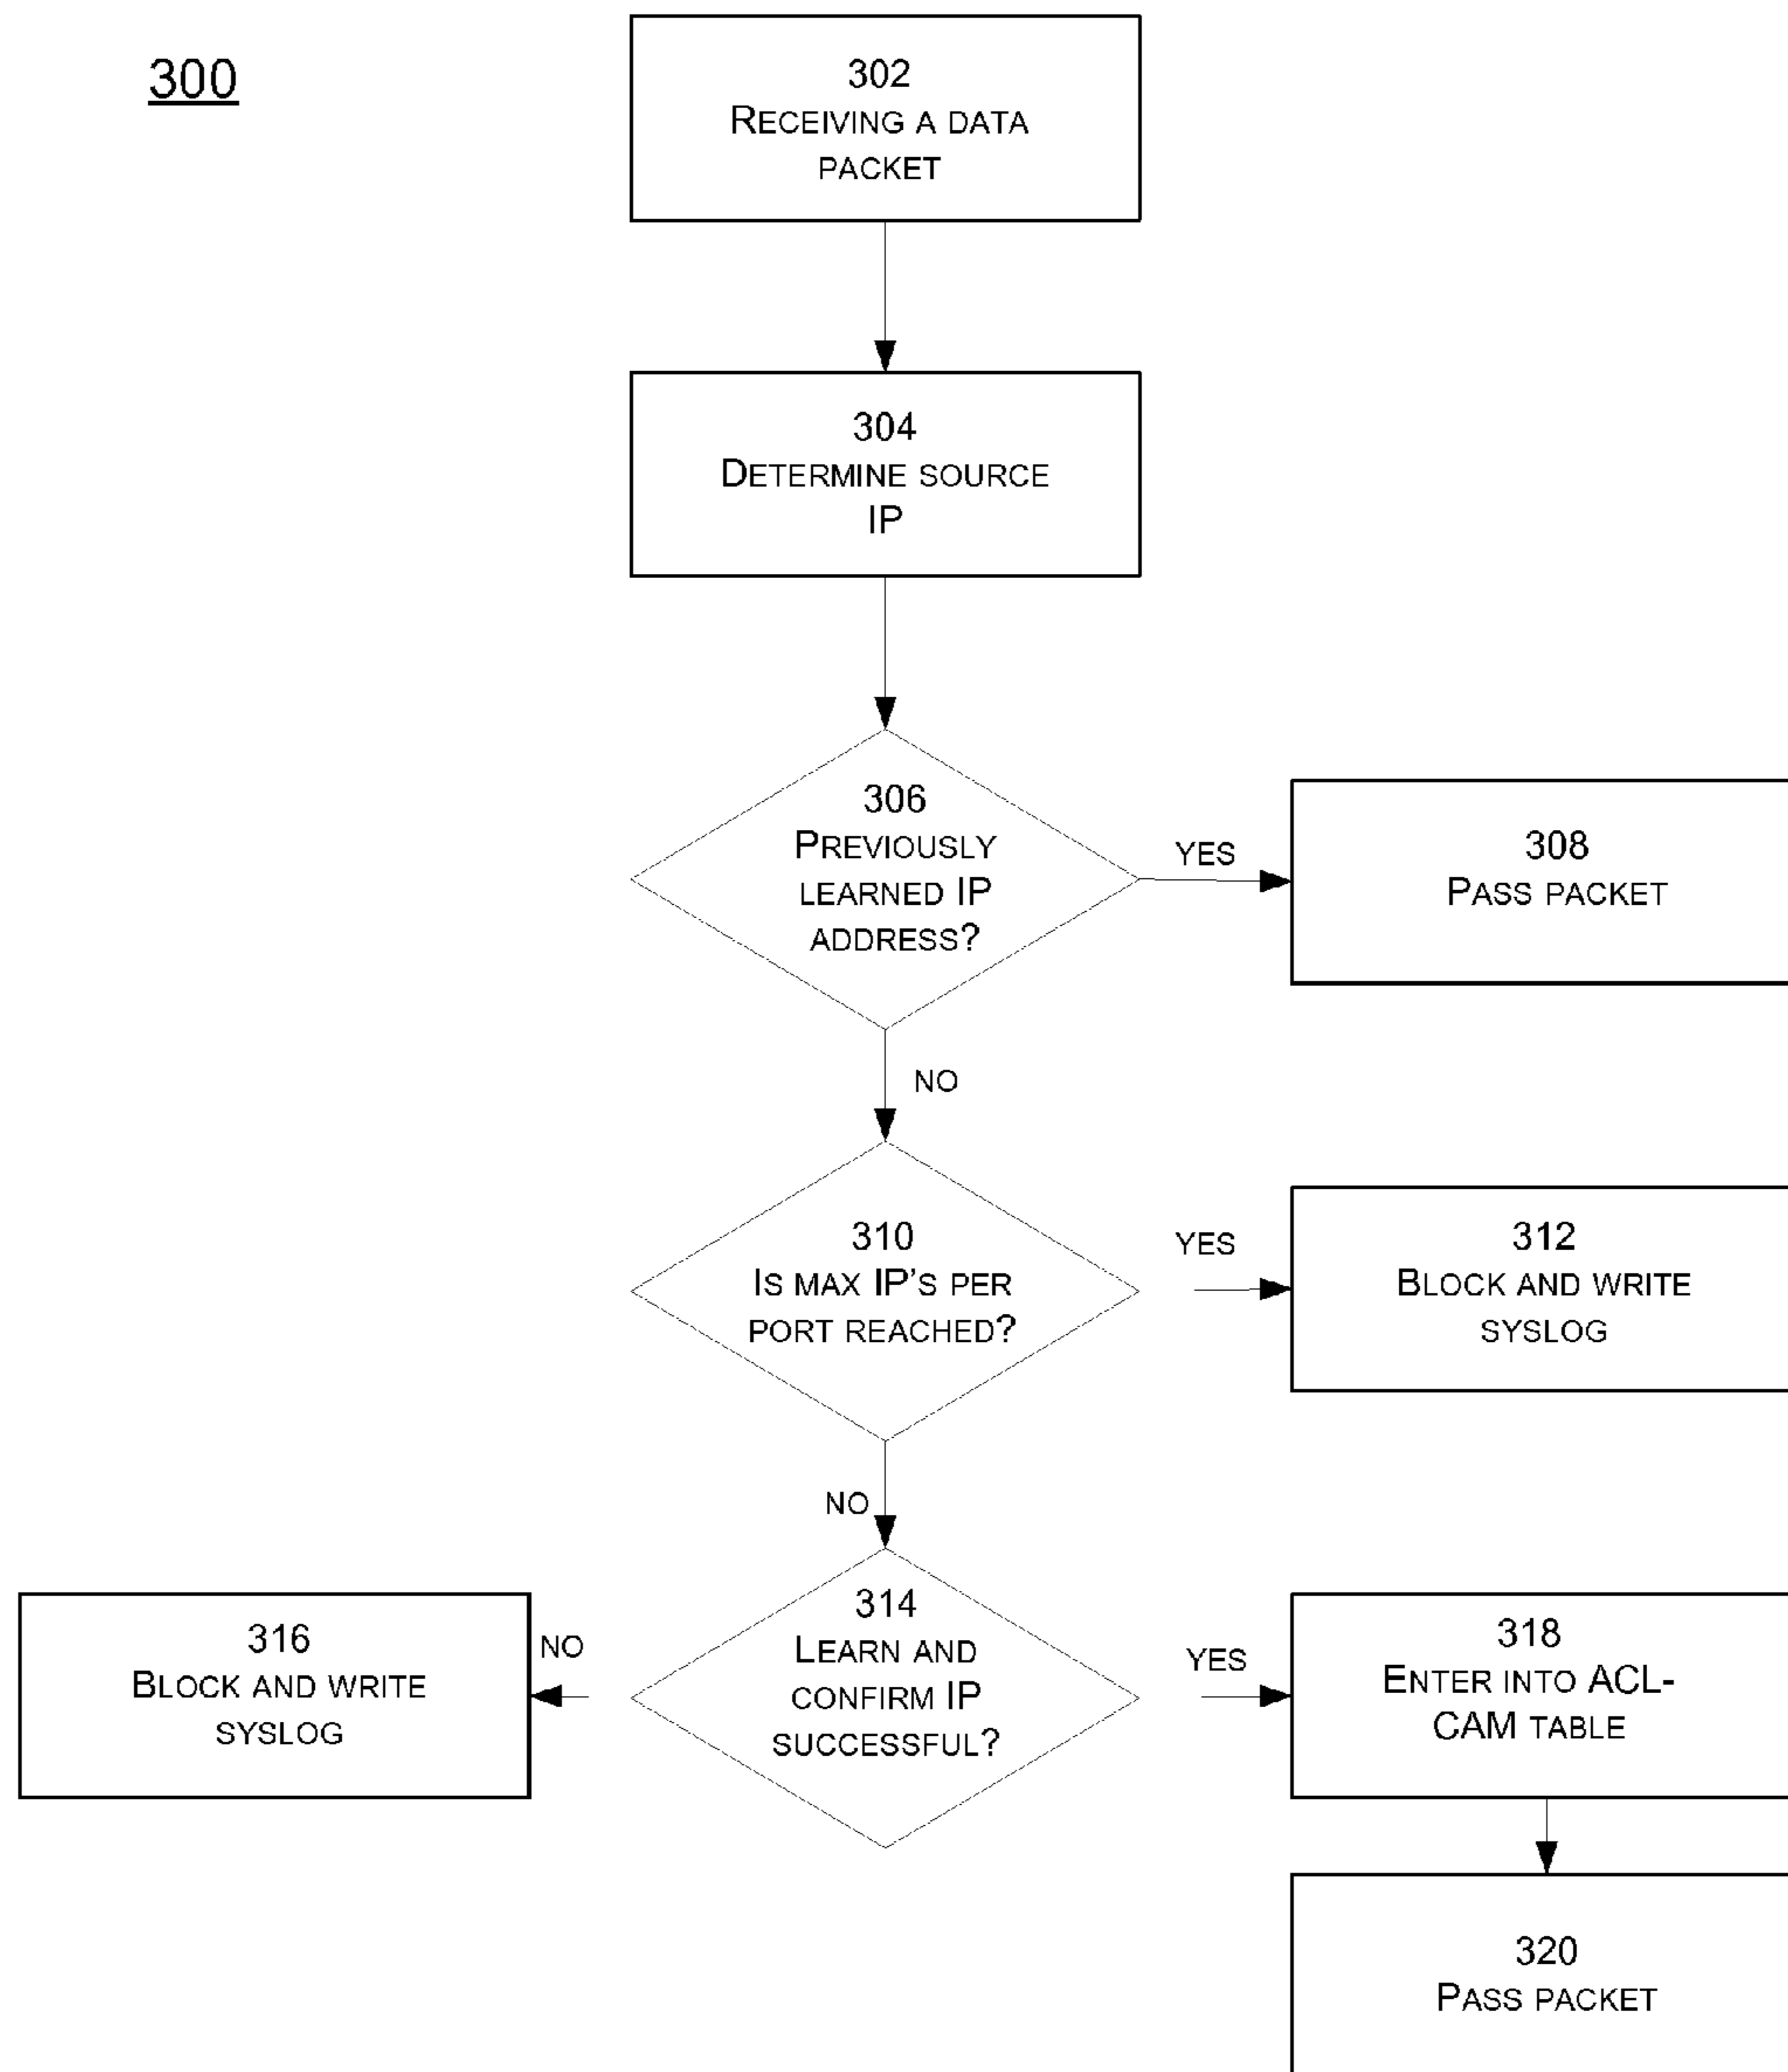 300
302
RECEIVING A DATA
PACKET
304
DETERMINE SOURCE
IP
306
PREVIOUSLY
LEARNED IP
ADDRESS?
YES
308
PASS PACKET
NO
310
IS MAX IP'S PER
PORT REACHED?
YES
312
BLOCK AND WRITE
SYSLOG
NO
314
LEARN AND
CONFIRM IP
SUCCESSFUL?
NO
316
BLOCK AND WRITE
SYSLOG
YES
318
ENTER INTO ACL-
CAM TABLE
320
PASS PACKET